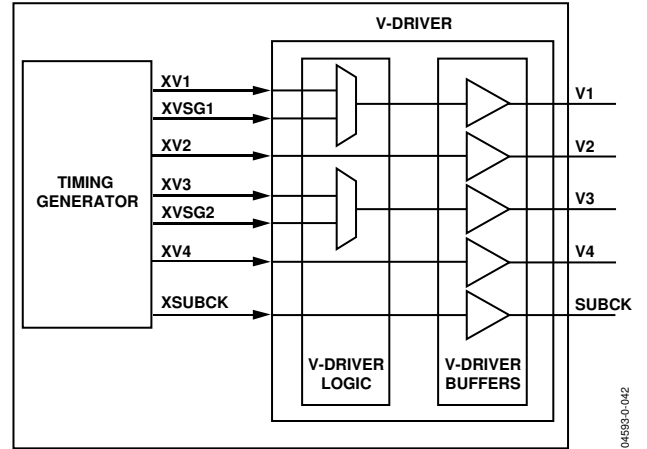 V-DRIVER
TIMING
GENERATOR
XV1
XVSG1
XV2
XV3
XVSG2
XV4
XSUBCK
V1
V2
V3
V4
SUBCK
V-DRIVER
LOGIC
V-DRIVER
BUFFERS
04593-0-042